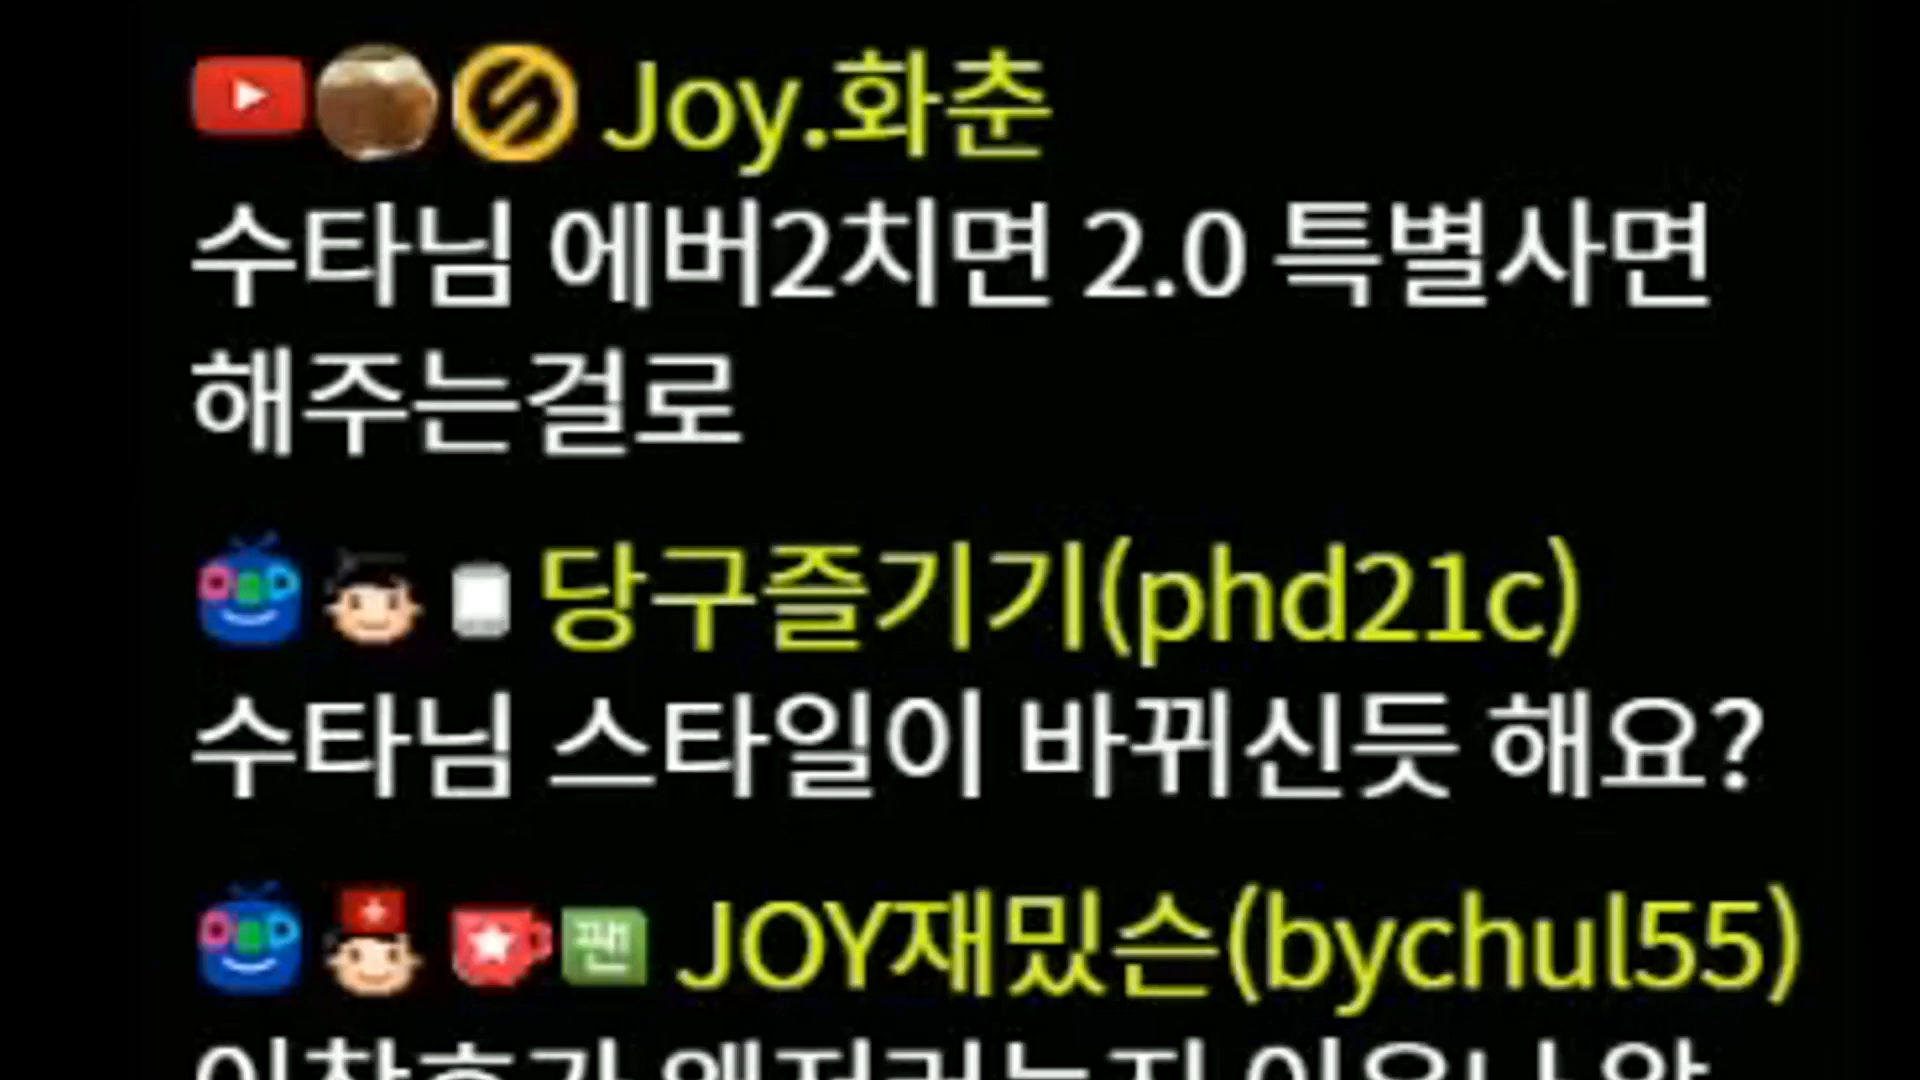 Joy.화춘
수타님 에버2치면 2.0 특별사면
해주는걸로
당구즐기기(phd21c)
수타님 스타일이 바뀌신듯 해요?
팬 JOY재밌슨(bychul55)